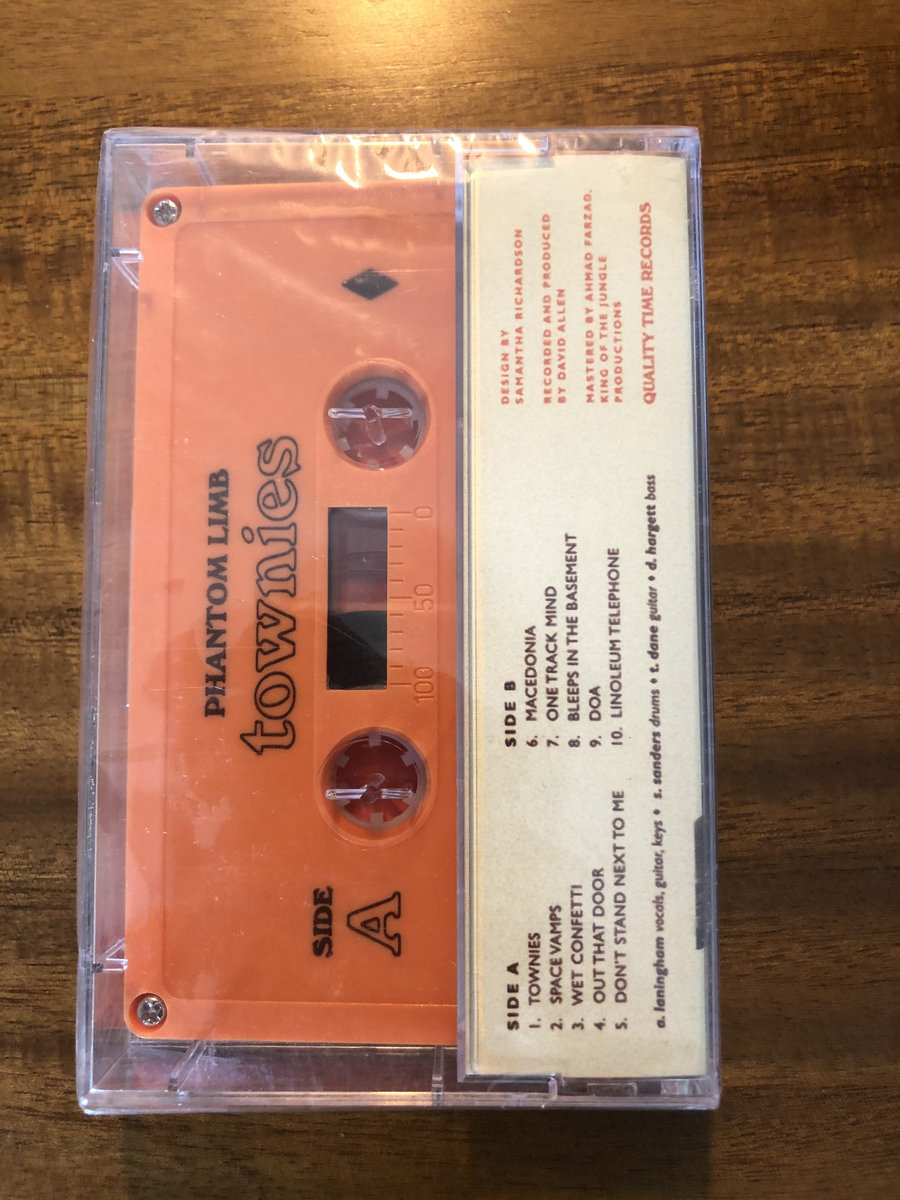 PHANTOM LIMB
townies
100 50 0
SIDE
A
SIDE A
1. TOWNIES
2. SPACE VAMPS
3. WET CONFETTI
4. OUT THAT DOOR
5. DON'T STAND NEXT TO ME
SIDE B
6. MACEDONIA
7. ONE TRACK MIND
8. BLEEPS IN THE BASEMENT
9. DOA
10. LINOLEUM TELEPHONE
a. laningham vocals, guitar, keys • s. sanders drums • t. dane guitar • d. hargett bass
DESIGN BY
SAMANTHA RICHARDSON
RECORDED AND PRODUCED
BY DAVID ALLEN
MASTERED BY AHMAD FARZAD,
KING OF THE JUNGLE
PRODUCTIONS
QUALITY TIME RECORDS